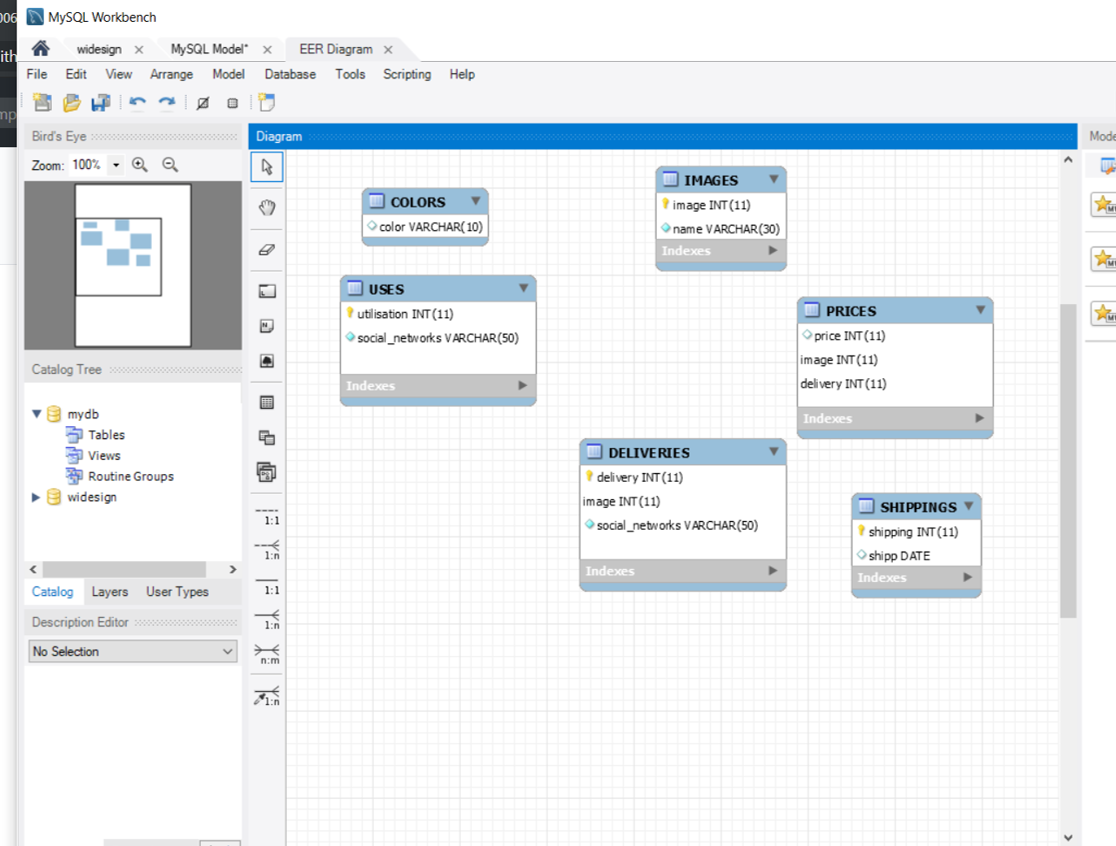 006
MySQL Workbench
ith
widesign
MySQL Model*
EER Diagram
File Edit View Arrange Model Database Tools Scripting Help
mp
Bird's Eye
Diagram
Mode
Zoom: 100%
COLORS
color VARCHAR(10)
IMAGES
image INT(11)
name VARCHAR(30)
Indexes
USES
utilisation INT(11)
social_networks VARCHAR(50)
Indexes
PRICES
price INT(11)
image INT(11)
delivery INT(11)
Indexes
DELIVERIES
delivery INT(11)
image INT(11)
social_networks VARCHAR(50)
Indexes
SHIPPINGS
shipping INT(11)
shipp DATE
Indexes
Catalog Tree
mydb
Tables
Views
Routine Groups
widesign
Catalog Layers User Types
Description Editor
No Selection
1:1
1:n
1:1
1:n
n:m
1:n